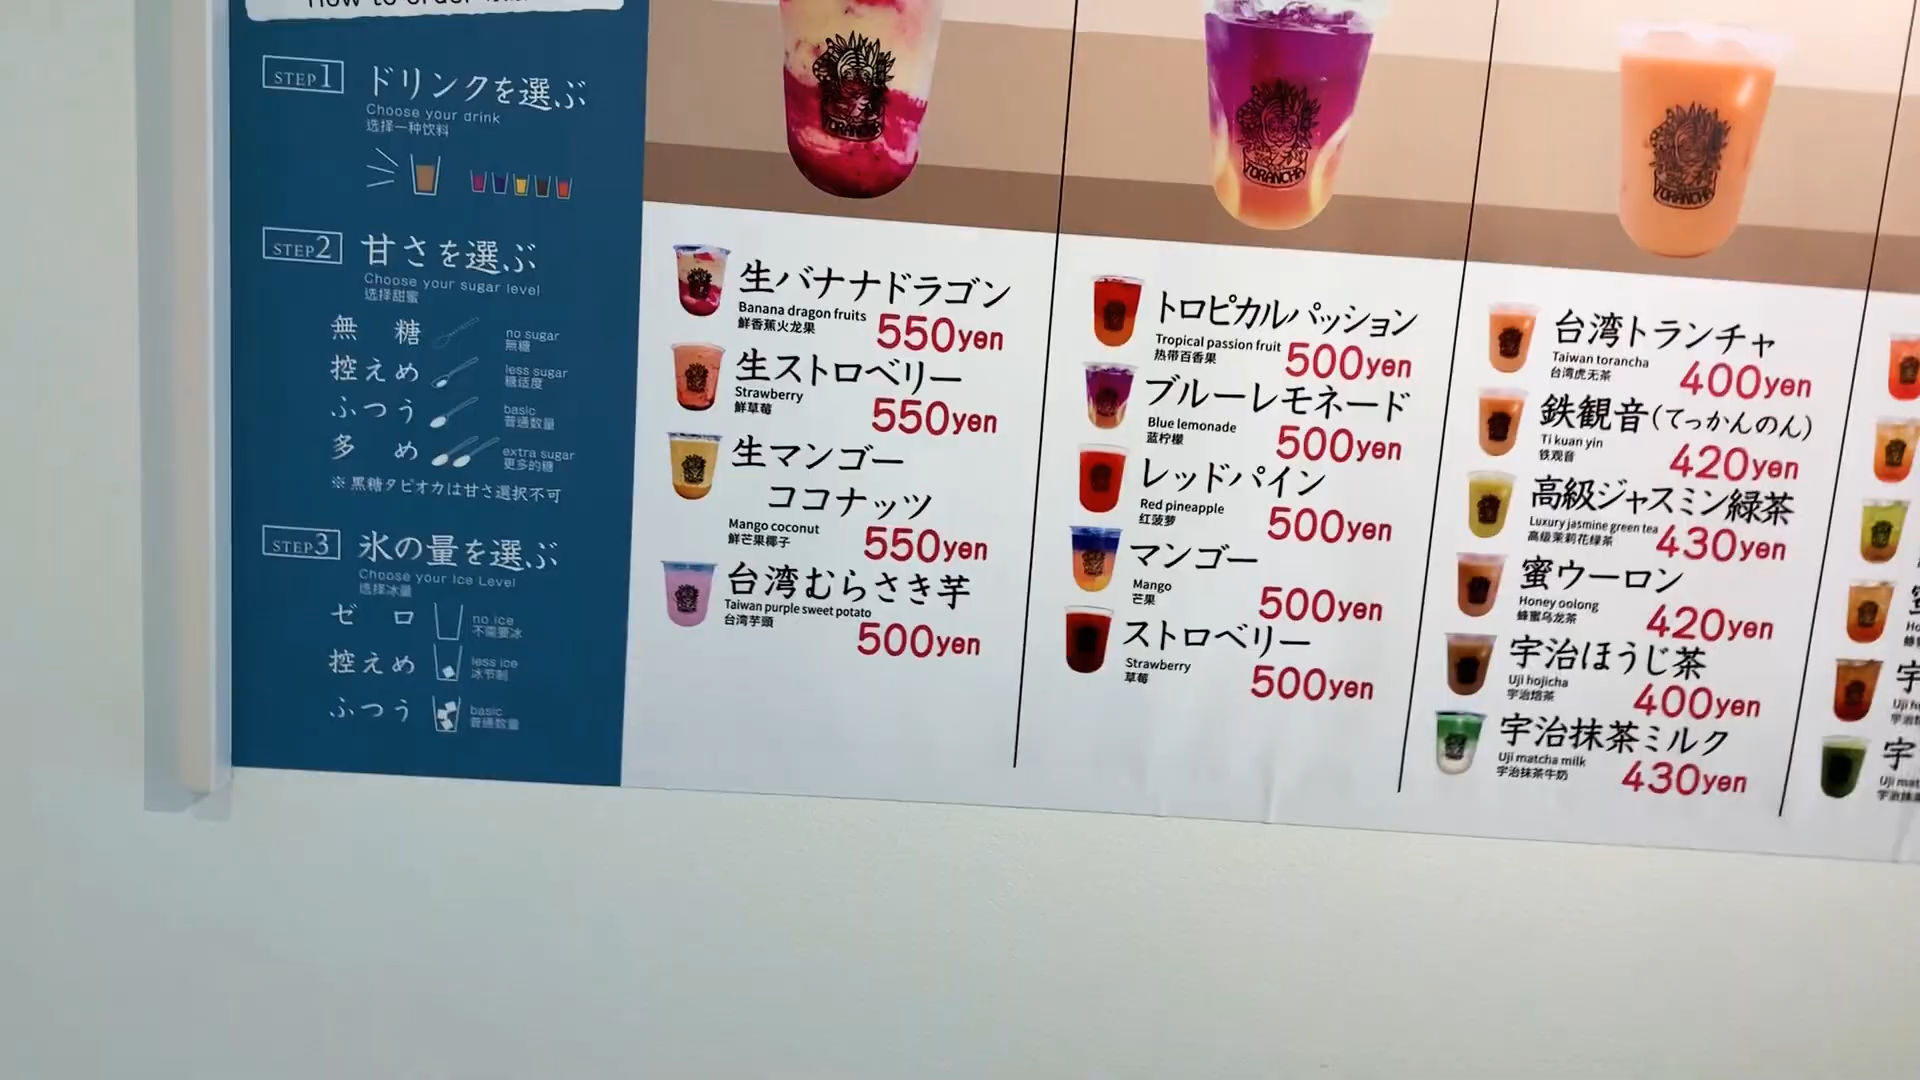 STEP1 ドリンクを選ぶ
Choose your drink
选择一种饮料
STEP2 甘さを選ぶ
Choose your sugar level
选择甜蜜
無糖 no sugar
無糖
控えめ less sugar
糖适度
ふつう basic
普通数量
多め extra sugar
更多的糖
※黒糖タピオカは甘さ選択不可
STEP3 氷の量を選ぶ
Choose your Ice Level
选择冰量
ゼロ no ice
不需要冰
控えめ less ice
冰节制
ふつう basic
普通数量
TORANCHA
生バナナドラゴン
Banana dragon fruits
鲜香蕉火龙果
550yen
生ストロベリー
Strawberry
鲜草莓
550yen
生マンゴー
ココナッツ
Mango coconut
鲜芒果椰子
550yen
台湾むらさき芋
Taiwan purple sweet potato
台湾芋頭
500yen
TORANCHA
トロピカルパッション
Tropical passion fruit
热带百香果
500yen
ブルーレモネード
Blue lemonade
蓝柠檬
500yen
レッドパイン
Red pineapple
红菠萝
500yen
マンゴー
Mango
芒果
500yen
ストロベリー
Strawberry
草莓
500yen
TORANCHA
台湾トランチャ
Taiwan torancha
台湾虎无茶
400yen
鉄観音(てっかんのん)
Ti kuan yin
铁观音
420yen
高級ジャスミン緑茶
Luxury jasmine green tea
高级茉莉花绿茶
430yen
蜜ウーロン
Honey oolong
蜂蜜乌龙茶
420yen
宇治ほうじ茶
Uji hojicha
宇治焙茶
400yen
宇治抹茶ミルク
Uji matcha milk
宇治抹茶牛奶
430yen